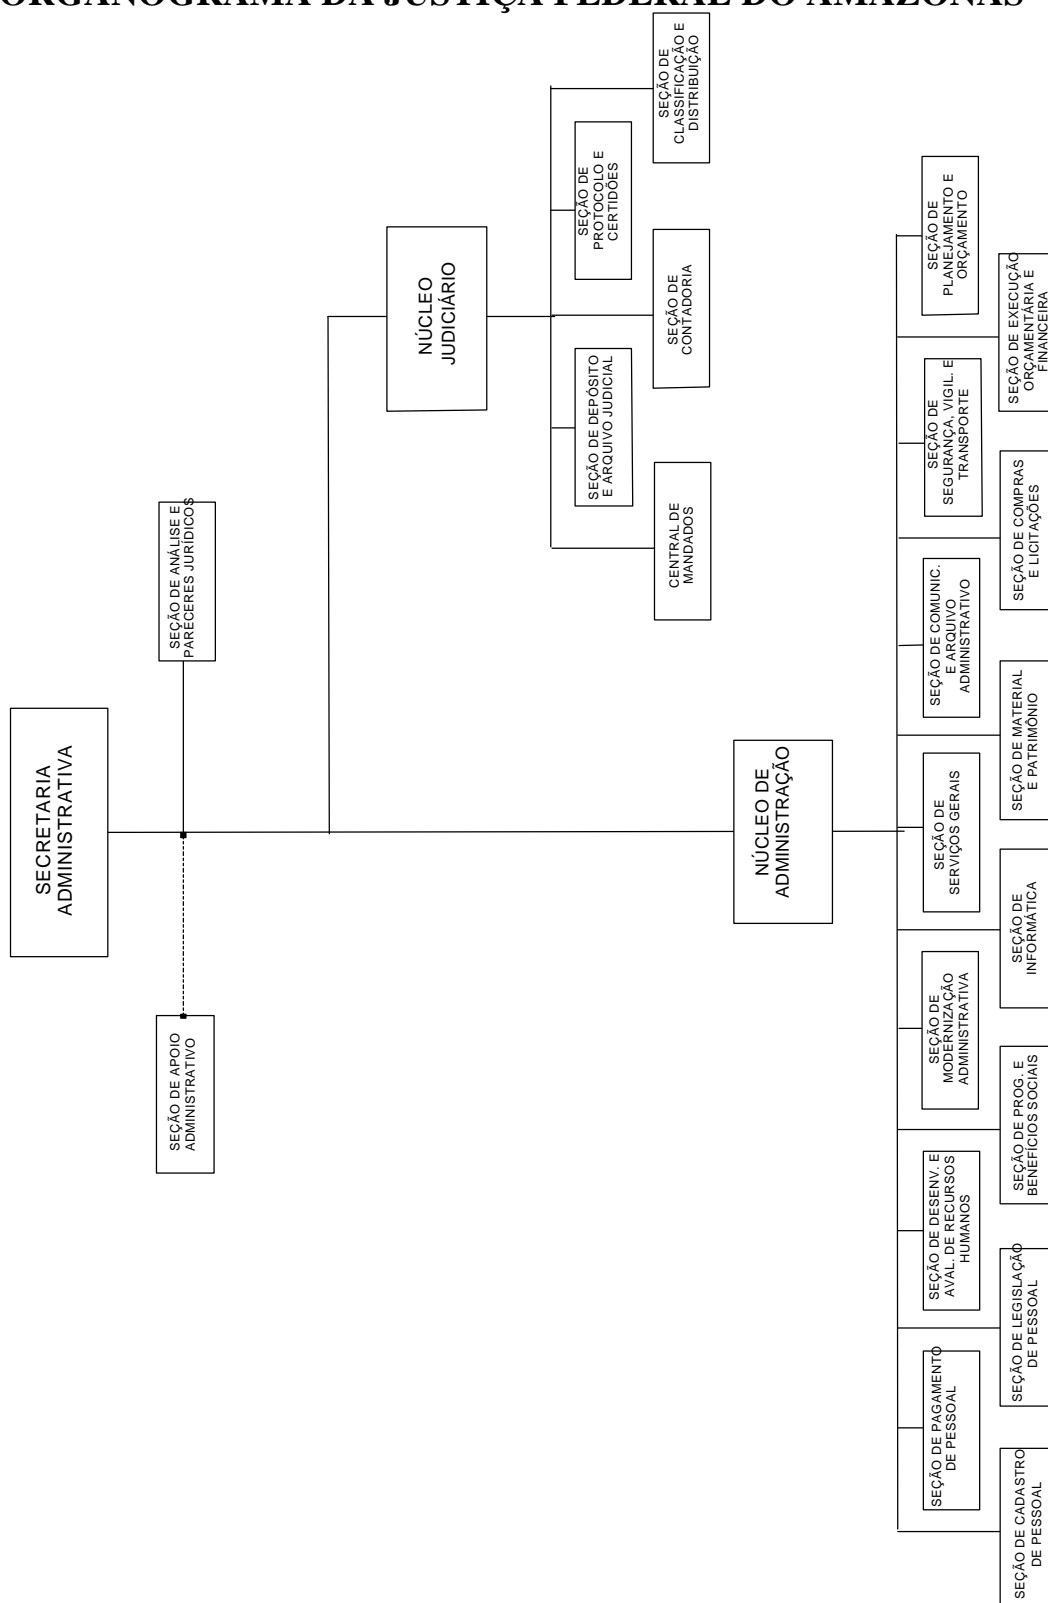 ORGANOGRAMA DA JUSTIÇA FEDERAL DO AMAZONAS
SECRETARIA
ADMINISTRATIVA
SEÇÃO DE APOIO
ADMINISTRATIVO
SEÇÃO DE ANÁLISE E
PARECERES JURÍDICOS
NÚCLEO
JUDICIÁRIO
CENTRAL DE
MANDADOS
SEÇÃO DE DEPÓSITO
E ARQUIVO JUDICIAL
SEÇÃO DE
CONTADORIA
SEÇÃO DE
PROTOCOLO E
CERTIDÕES
SEÇÃO DE
CLASSIFICAÇÃO E
DISTRIBUIÇÃO
NÚCLEO DE
ADMINISTRAÇÃO
SEÇÃO DE CADASTRO
DE PESSOAL
SEÇÃO DE PAGAMENTO
DE PESSOAL
SEÇÃO DE LEGISLAÇÃO
DE PESSOAL
SEÇÃO DE DESENV. E
AVAL. DE RECURSOS
HUMANOS
SEÇÃO DE PROG. E
BENEFÍCIOS SOCIAIS
SEÇÃO DE
MODERNIZAÇÃO
ADMINISTRATIVA
SEÇÃO DE
INFORMÁTICA
SEÇÃO DE
SERVIÇOS GERAIS
SEÇÃO DE MATERIAL
E PATRIMÔNIO
SEÇÃO DE COMUNIC.
E ARQUIVO
ADMINISTRATIVO
SEÇÃO DE COMPRAS
E LICITAÇÕES
SEÇÃO DE
SEGURANÇA, VIGIL. E
TRANSPORTE
SEÇÃO DE EXECUÇÃO
ORÇAMENTÁRIA E
FINANCEIRA
SEÇÃO DE
PLANEJAMENTO E
ORÇAMENTO